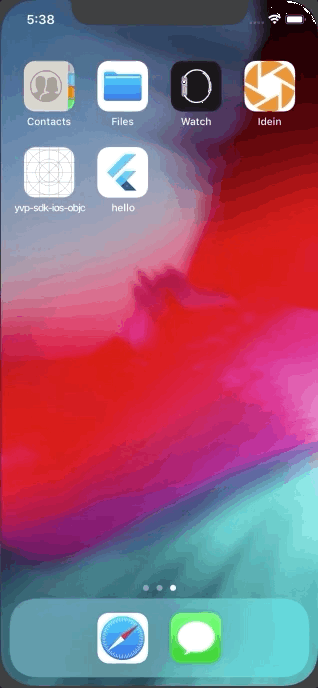 5:38
Contacts
Files
Watch
Idein
yvp-sdk-ios-objc
hello